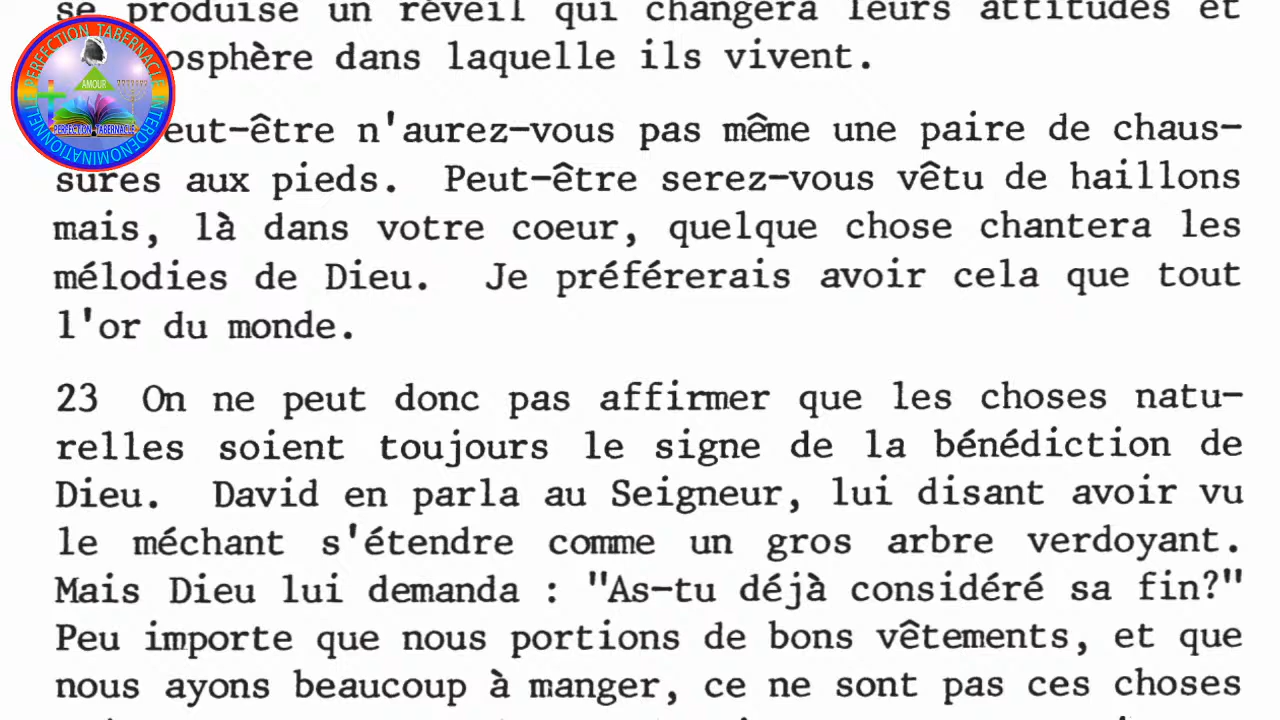 se produise un réveil qui changera leurs attitudes et
osphère dans laquelle ils vivent.
eut-être n'aurez-vous pas même une paire de chaus-
sures aux pieds. Peut-être serez-vous vêtu de haillons
mais, là dans votre coeur, quelque chose chantera les
mélodies de Dieu. Je préférerais avoir cela que tout
l'or du monde.
23 On ne peut donc pas affirmer que les choses natu-
relles soient toujours le signe de la bénédiction de
Dieu. David en parla au Seigneur, lui disant avoir vu
le méchant s'étendre comme un gros arbre verdoyant.
Mais Dieu lui demanda : "As-tu déjà considéré sa fin?"
Peu importe que nous portions de bons vêtements, et que
nous ayons beaucoup à manger, ce ne sont pas ces choses
PERFECTION TABERNACLE INTERDENOMINATIONELLE
AMOUR
PERFECTION TABERNACLE